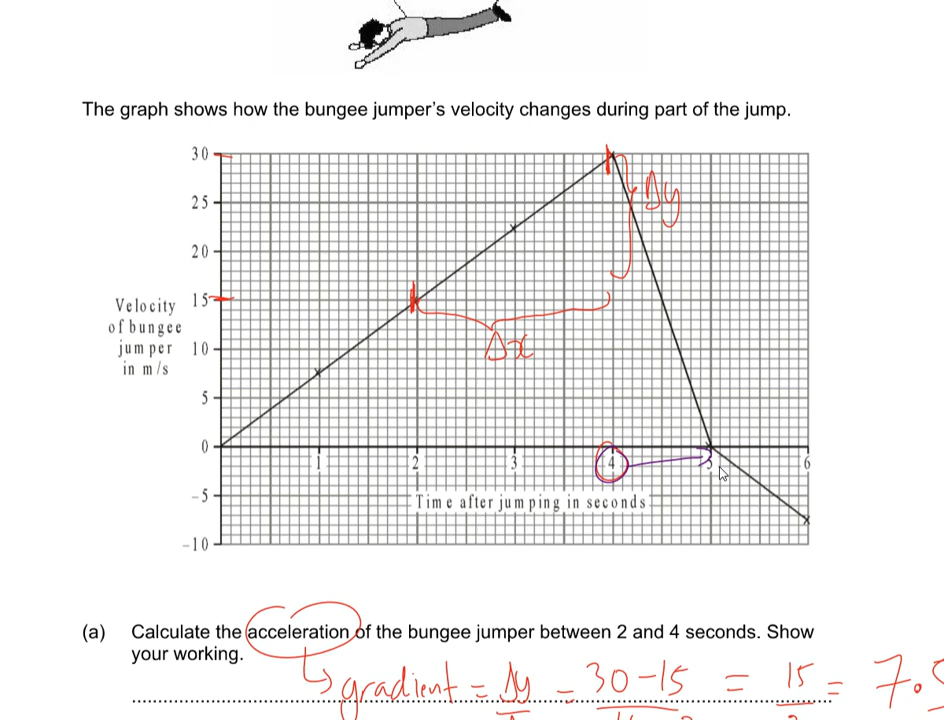 The graph shows how the bungee jumper's velocity changes during part of the jump.
30
25
20
15
10
5
0
-5
-10
Velocity
of bungee
jumper
in m/s
Δy
Δx
1 2 3 4 5 6
Time after jumping in seconds
(a) Calculate the acceleration of the bungee jumper between 2 and 4 seconds. Show
your working.
gradient = Δy = 30-15 = 15 = 7.5